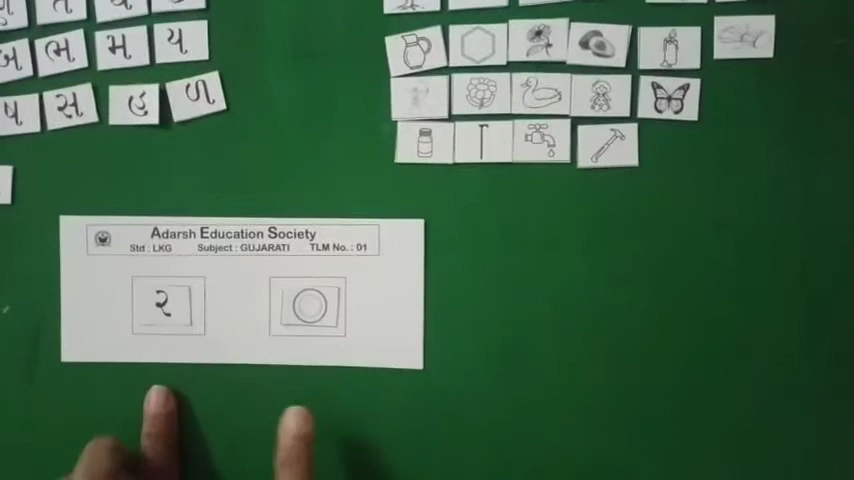 ભ મ ય
ષ સ હ ળ
Adarsh Education Society
Std : LKG Subject : GUJARATI TLM No. : 01
ર